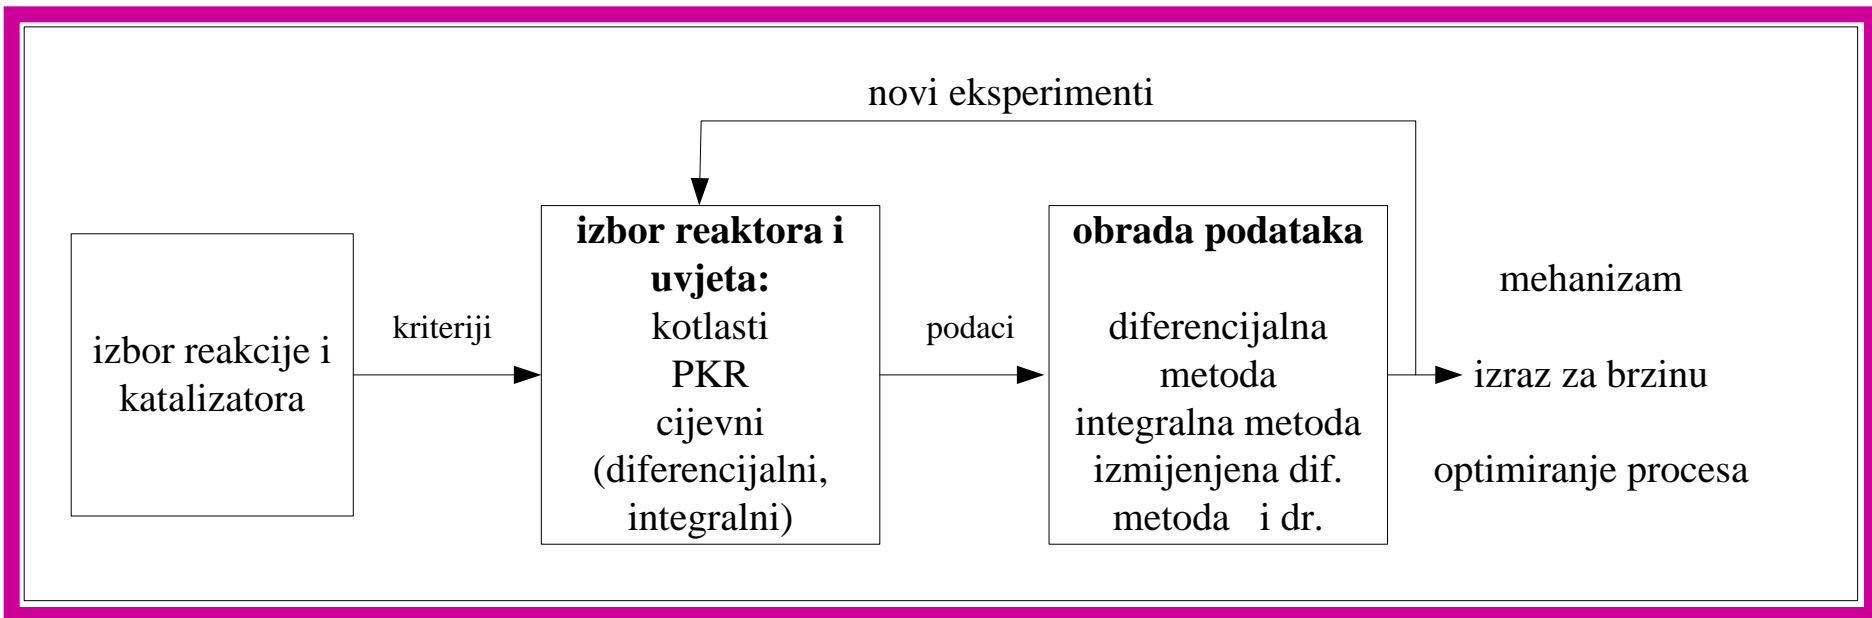 novi eksperimenti
izbor reakcije i
katalizatora
kriteriji
izbor reaktora i
uvjeta:
kotlasti
PKR
cijevni
(diferencijalni,
integralni)
podaci
obrada podataka
diferencijalna
metoda
integralna metoda
izmijenjena dif.
metoda i dr.
mehanizam
izraz za brzinu
optimiranje procesa